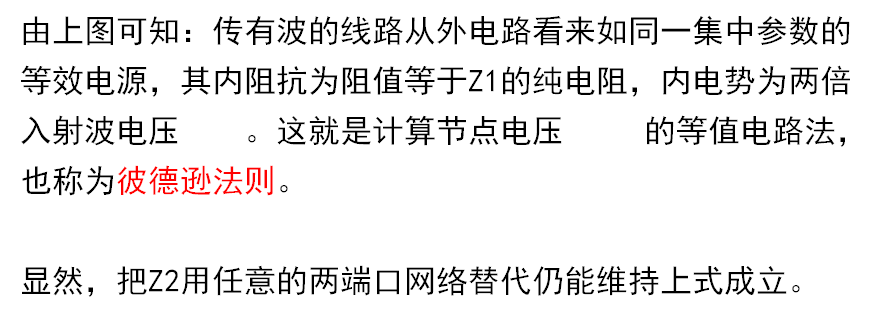 由上图可知：传有波的线路从外电路看来如同一集中参数的
等效电源，其内阻抗为阻值等于Z1的纯电阻，内电势为两倍
入射波电压 。这就是计算节点电压 的等值电路法，
也称为彼德逊法则。
显然，把Z2用任意的两端口网络替代仍能维持上式成立。